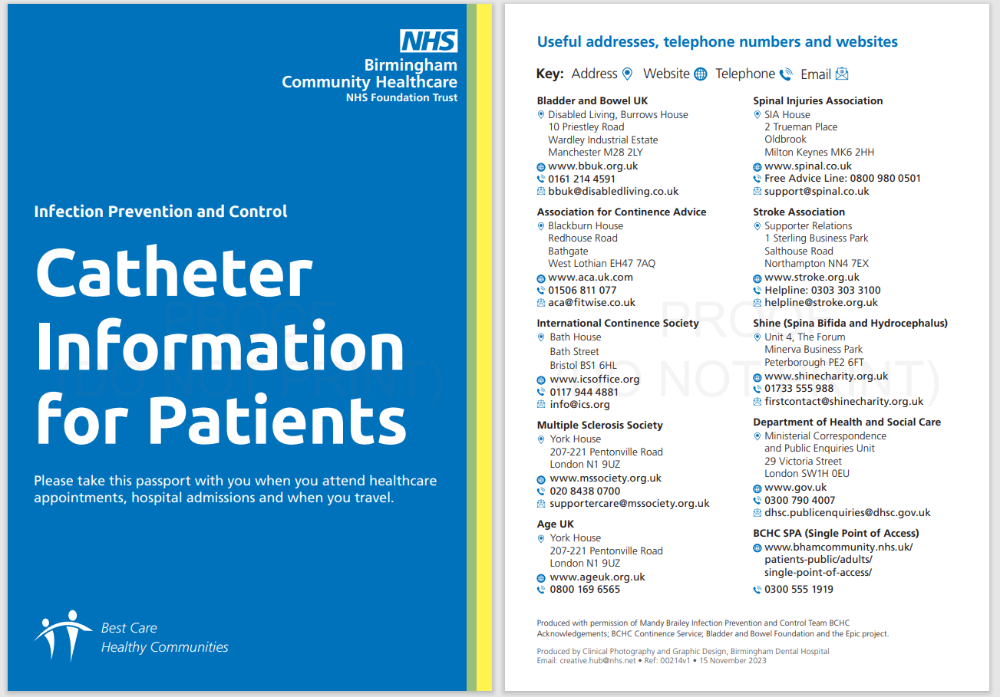 NHS
Birmingham
Community Healthcare
NHS Foundation Trust
Infection Prevention and Control
Catheter
Information
for Patients
Please take this passport with you when you attend healthcare
appointments, hospital admissions and when you travel.
Best Care
Healthy Communities
PROOF
(DO NOT PRINT)
Useful addresses, telephone numbers and websites
Key: Address Website Telephone Email
Bladder and Bowel UK
Disabled Living, Burrows House
10 Priestley Road
Wardley Industrial Estate
Manchester M28 2LY
www.bbuk.org.uk
0161 214 4591
bbuk@disabledliving.co.uk
Association for Continence Advice
Blackburn House
Redhouse Road
Bathgate
West Lothian EH47 7AQ
www.aca.uk.com
01506 811 077
aca@fitwise.co.uk
International Continence Society
Bath House
Bath Street
Bristol BS1 6HL
www.icsoffice.org
0117 944 4881
info@ics.org
Multiple Sclerosis Society
York House
207-221 Pentonville Road
London N1 9UZ
www.mssociety.org.uk
020 8438 0700
supportercare@mssociety.org.uk
Age UK
York House
207-221 Pentonville Road
London N1 9UZ
www.ageuk.org.uk
0800 169 6565
Spinal Injuries Association
SIA House
2 Trueman Place
Oldbrook
Milton Keynes MK6 2HH
www.spinal.co.uk
Free Advice Line: 0800 980 0501
support@spinal.co.uk
Stroke Association
Supporter Relations
1 Sterling Business Park
Salthouse Road
Northampton NN4 7EX
www.stroke.org.uk
Helpline: 0303 303 3100
helpline@stroke.org.uk
Shine (Spina Bifida and Hydrocephalus)
Unit 4, The Forum
Minerva Business Park
Peterborough PE2 6FT
www.shinecharity.org.uk
01733 555 988
firstcontact@shinecharity.org.uk
Department of Health and Social Care
Ministerial Correspondence
and Public Enquiries Unit
29 Victoria Street
London SW1H 0EU
www.gov.uk
0300 790 4007
dhsc.publicenquiries@dhsc.gov.uk
BCHC SPA (Single Point of Access)
www.bhamcommunity.nhs.uk/
patients-public/adults/
single-point-of-access/
0300 555 1919
Produced with permission of Mandy Brailey Infection Prevention and Control Team BCHC
Acknowledgements; BCHC Continence Service; Bladder and Bowel Foundation and the Epic project.
Produced by Clinical Photography and Graphic Design, Birmingham Dental Hospital
Email: creative.hub@nhs.net • Ref: 00214v1 • 15 November 2023
PROOF
(DO NOT PRINT)